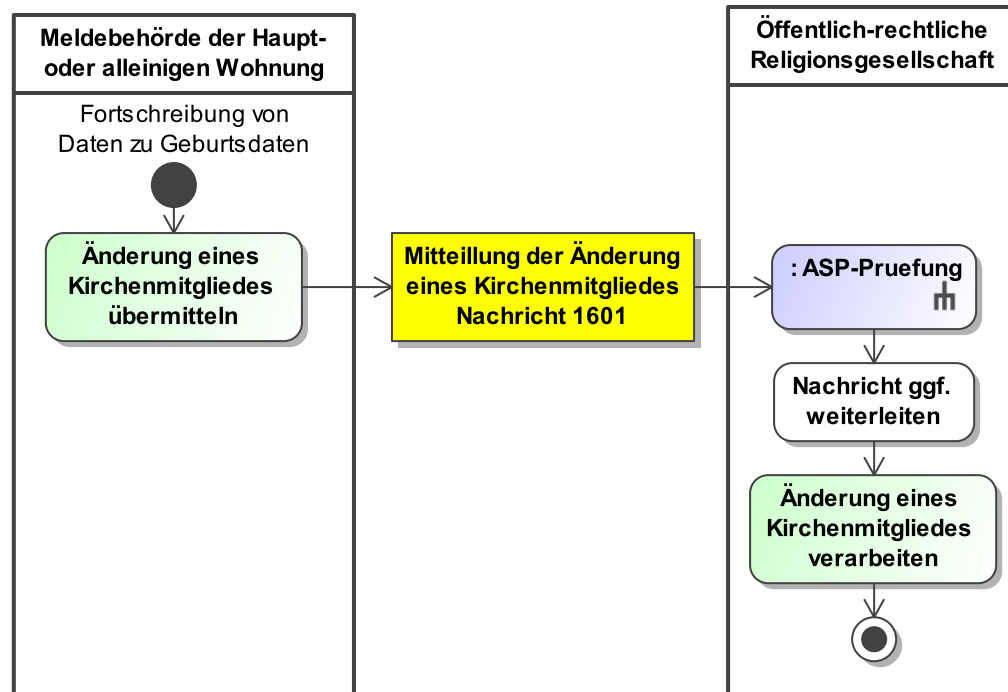 Meldebehörde der Haupt-
oder alleinigen Wohnung
Fortschreibung von
Daten zu Geburtsdaten
Änderung eines
Kirchenmitgliedes
übermitteln
Mitteillung der Änderung
eines Kirchenmitgliedes
Nachricht 1601
Öffentlich-rechtliche
Religionsgesellschaft
: ASP-Pruefung
Nachricht ggf.
weiterleiten
Änderung eines
Kirchenmitgliedes
verarbeiten